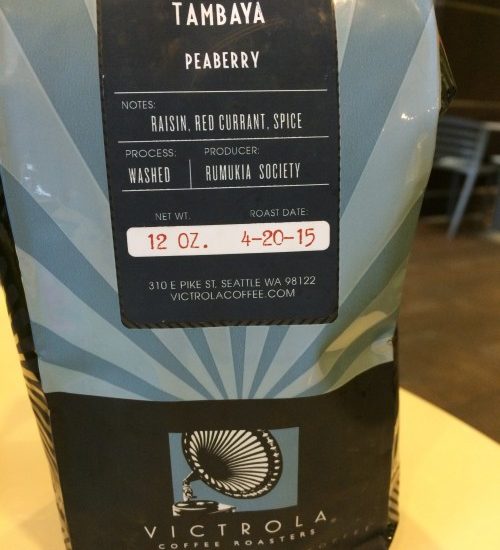 TAMBAYA
PEABERRY
NOTES:
RAISIN, RED CURRANT, SPICE
PROCESS: PRODUCER:
WASHED RUMUKIA SOCIETY
NET WT. ROAST DATE:
12 OZ. 4-20-15
310 E PIKE ST. SEATTLE WA 98122
VICTROLACOFFEE.COM
VICTROLA®
COFFEE ROASTERS